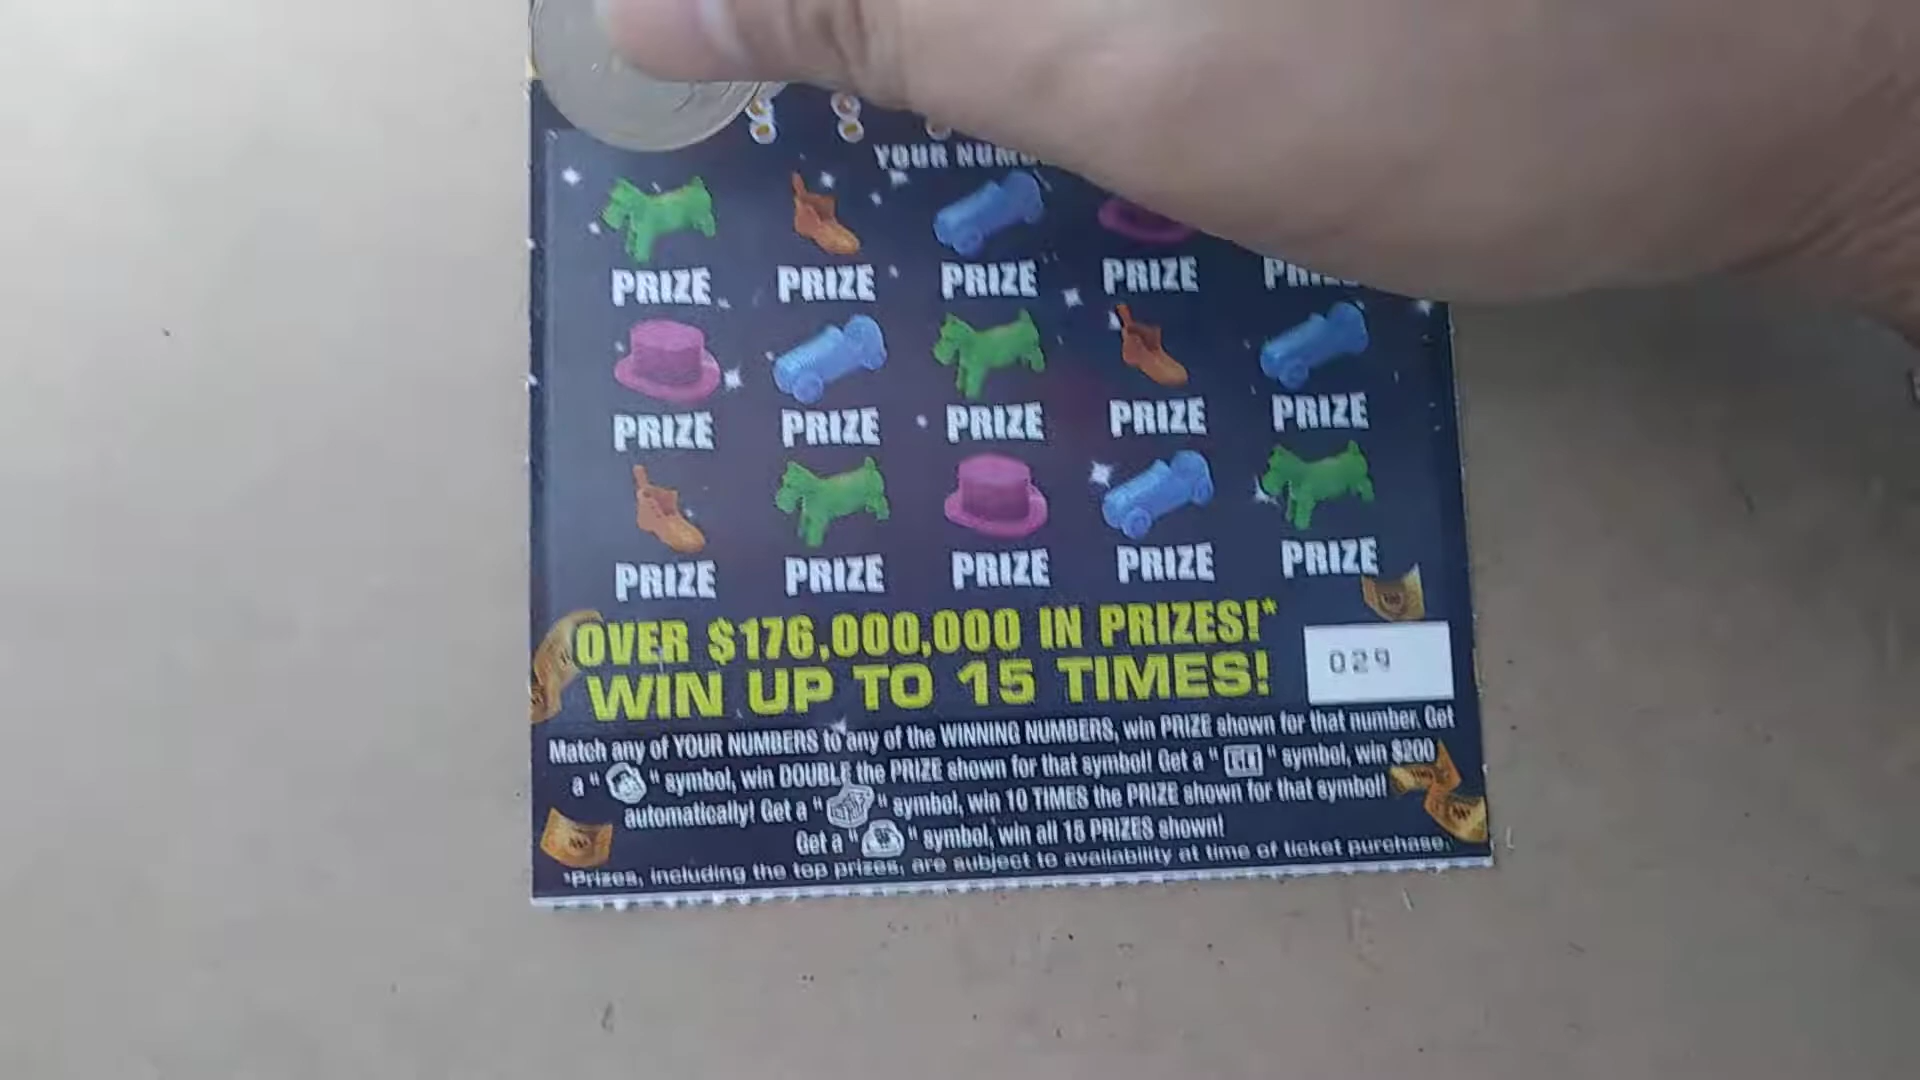 YOUR
PRIZE PRIZE PRIZE PRIZE
PRIZE PRIZE PRIZE PRIZE PRIZE
PRIZE PRIZE PRIZE PRIZE PRIZE
OVER $176,000,000 IN PRIZES!*
WIN UP TO 15 TIMES!
029
Match any of YOUR NUMBERS to any of the WINNING NUMBERS, win PRIZE shown for that number. Get
a " " symbol, win DOUBLE the PRIZE shown for that symbol! Get a " " symbol, win $200
automatically! Get a " " symbol, win 10 TIMES the PRIZE shown for that symbol!
Get a " " symbol, win all 15 PRIZES shown!
*Prizes, including the top prizes, are subject to availability at time of ticket purchase.